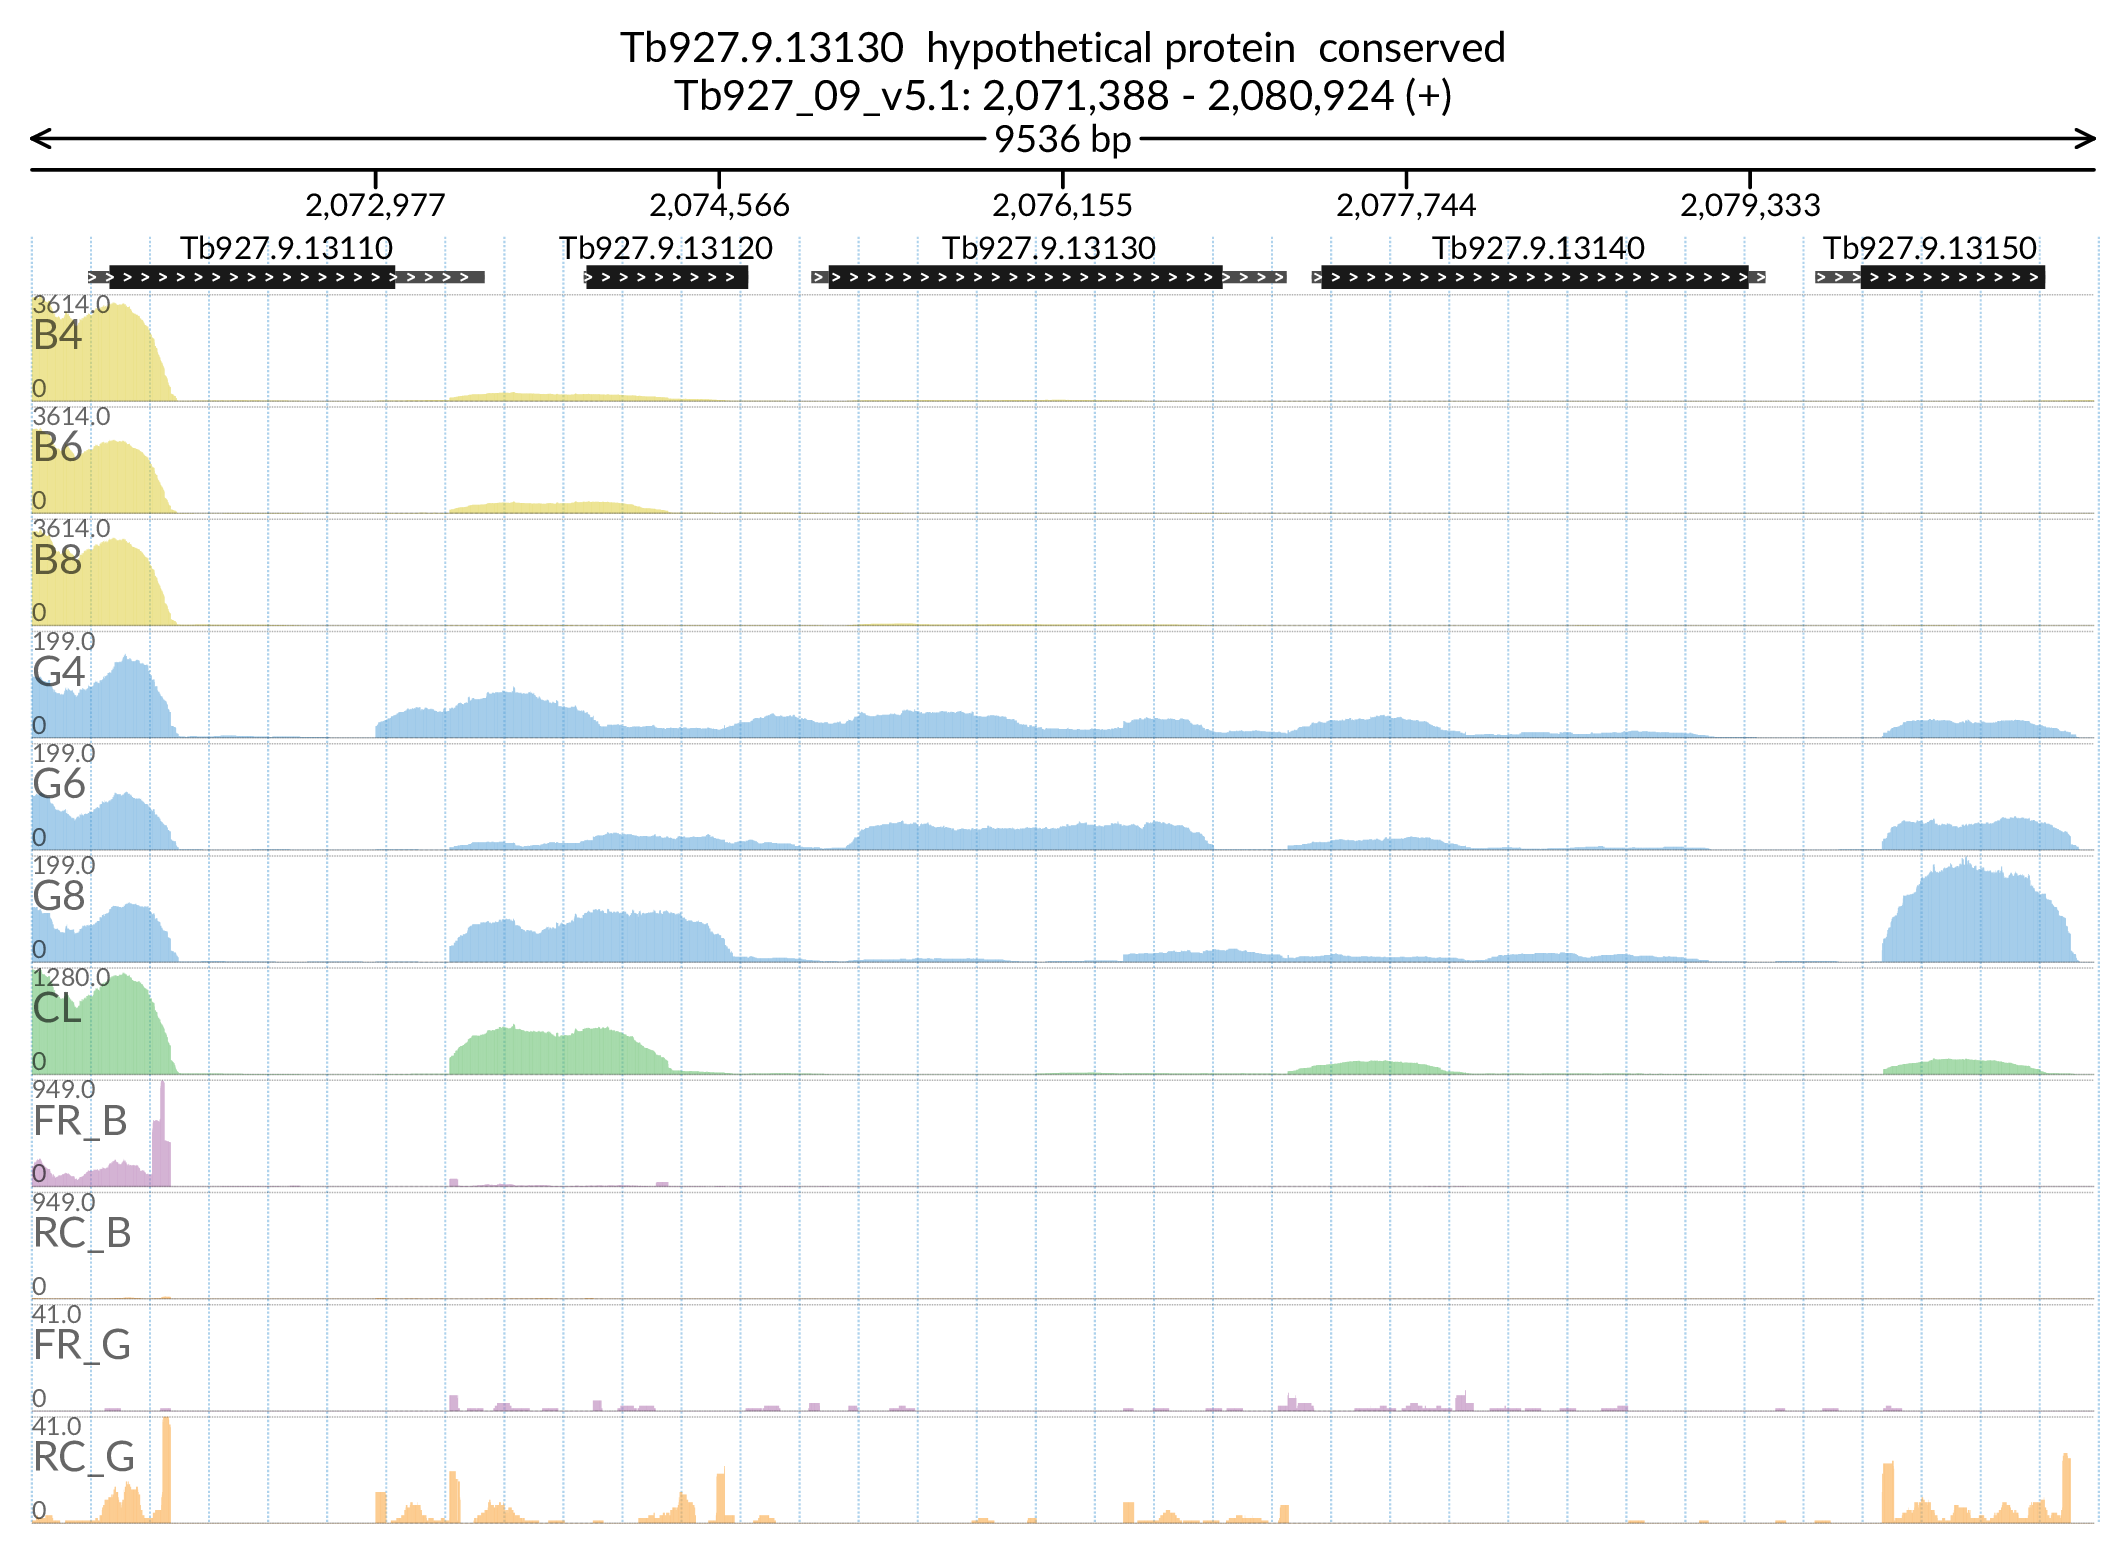 Tb927.9.13130  hypothetical protein  conserved
Tb927_09_v5.1: 2,071,388 - 2,080,924 (+)
9536 bp
2,072,977 2,074,566 2,076,155 2,077,744 2,079,333
Tb927.9.13110 Tb927.9.13120 Tb927.9.13130 Tb927.9.13140 Tb927.9.13150
3614.0
B4
0
3614.0
B6
0
3614.0
B8
0
199.0
G4
0
199.0
G6
0
199.0
G8
0
1280.0
CL
0
949.0
FR_B
0
949.0
RC_B
0
41.0
FR_G
0
41.0
RC_G
0